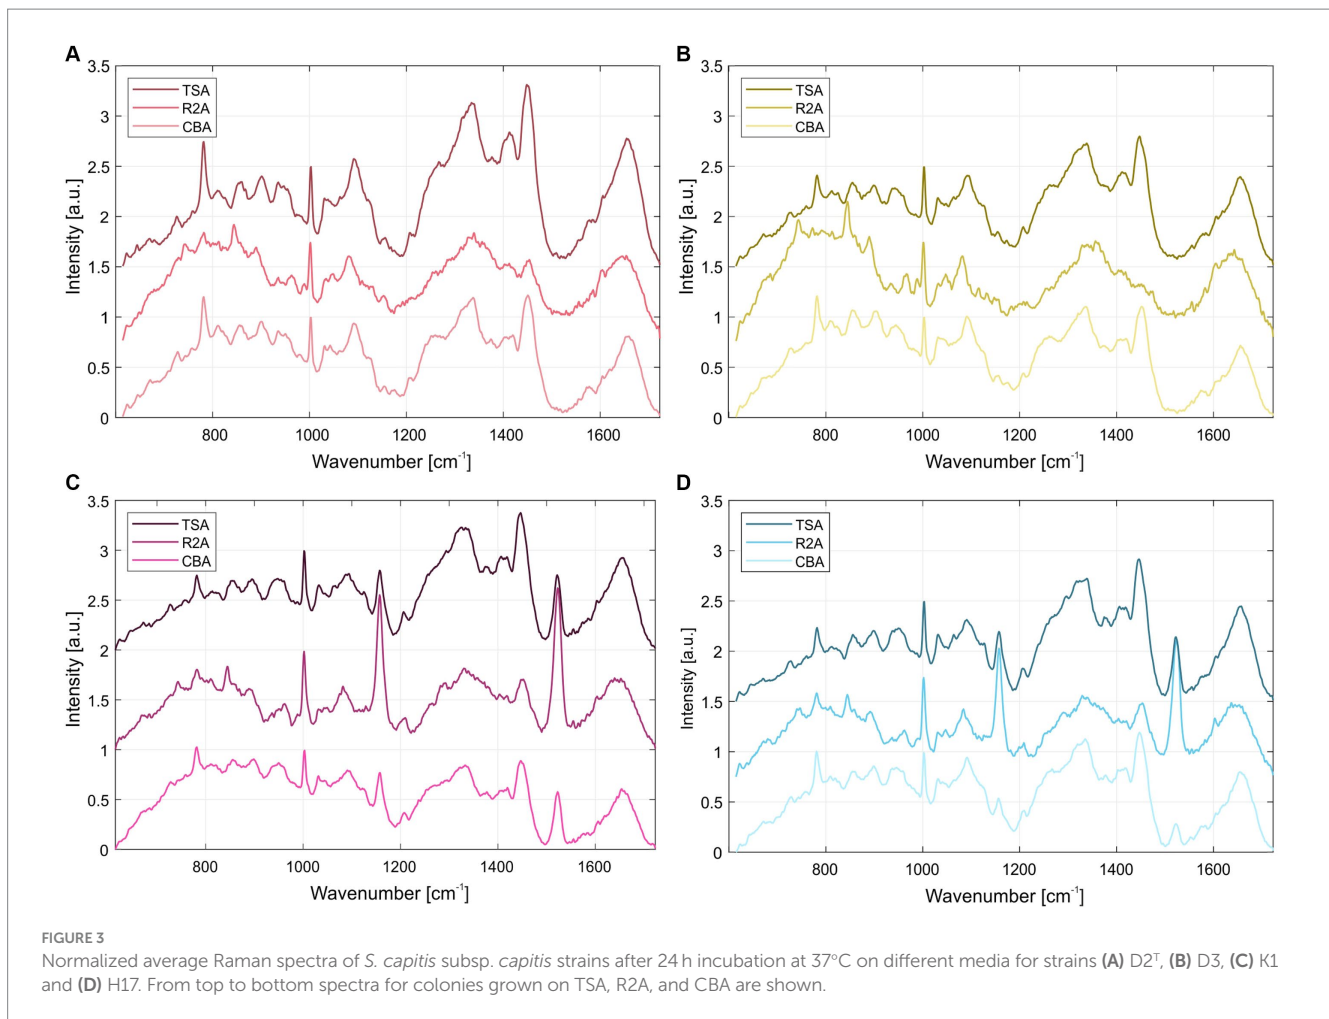 A
3.5
3
2.5
2
1.5
1
0.5
0
Intensity [a.u.]
TSA
R2A
CBA
800 1000 1200 1400 1600
Wavenumber [cm⁻¹]
B
3.5
3
2.5
2
1.5
1
0.5
0
Intensity [a.u.]
TSA
R2A
CBA
800 1000 1200 1400 1600
Wavenumber [cm⁻¹]
C
3.5
3
2.5
2
1.5
1
0.5
0
Intensity [a.u.]
TSA
R2A
CBA
800 1000 1200 1400 1600
Wavenumber [cm⁻¹]
D
3.5
3
2.5
2
1.5
1
0.5
0
Intensity [a.u.]
TSA
R2A
CBA
800 1000 1200 1400 1600
Wavenumber [cm⁻¹]
FIGURE 3
Normalized average Raman spectra of S. capitis subsp. capitis strains after 24 h incubation at 37°C on different media for strains (A) D2ᵀ, (B) D3, (C) K1
and (D) H17. From top to bottom spectra for colonies grown on TSA, R2A, and CBA are shown.